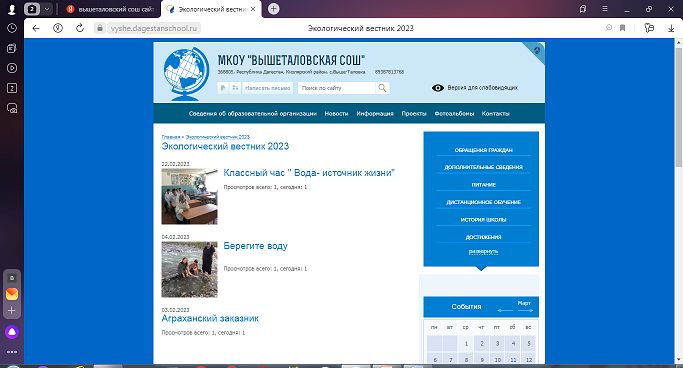 2
вышеталовский сош сайт
Экологический вестник
vyshe.dagestanschool.ru
Экологический вестник 2023
МКОУ "ВЫШЕТАЛОВСКАЯ СОШ"
368805, Республика Дагестан, Кизлярский район, с.ВышеТаловка 89387813768
Написать письмо
Поиск по сайту
Версия для слабовидящих
Сведения об образовательной организации Новости Информация Проекты Фотоальбомы Контакты
Главная » Экологический вестник 2023
Экологический вестник 2023
22.02.2023
Классный час " Вода- источник жизни"
Просмотров всего: 1, сегодня: 1
04.02.2023
Берегите воду
Просмотров всего: 1, сегодня: 1
03.02.2023
Аграханский заказник
Просмотров всего: 1, сегодня: 1
ОБРАЩЕНИЯ ГРАЖДАН
ДОПОЛНИТЕЛЬНЫЕ СВЕДЕНИЯ
ПИТАНИЕ
ДИСТАНЦИОННОЕ ОБУЧЕНИЕ
ИСТОРИЯ ШКОЛЫ
ДОСТИЖЕНИЯ
развернуть
События
Март
пн вт ср чт пт сб вс
1 2 3 4 5
6 7 8 9 10 11 12